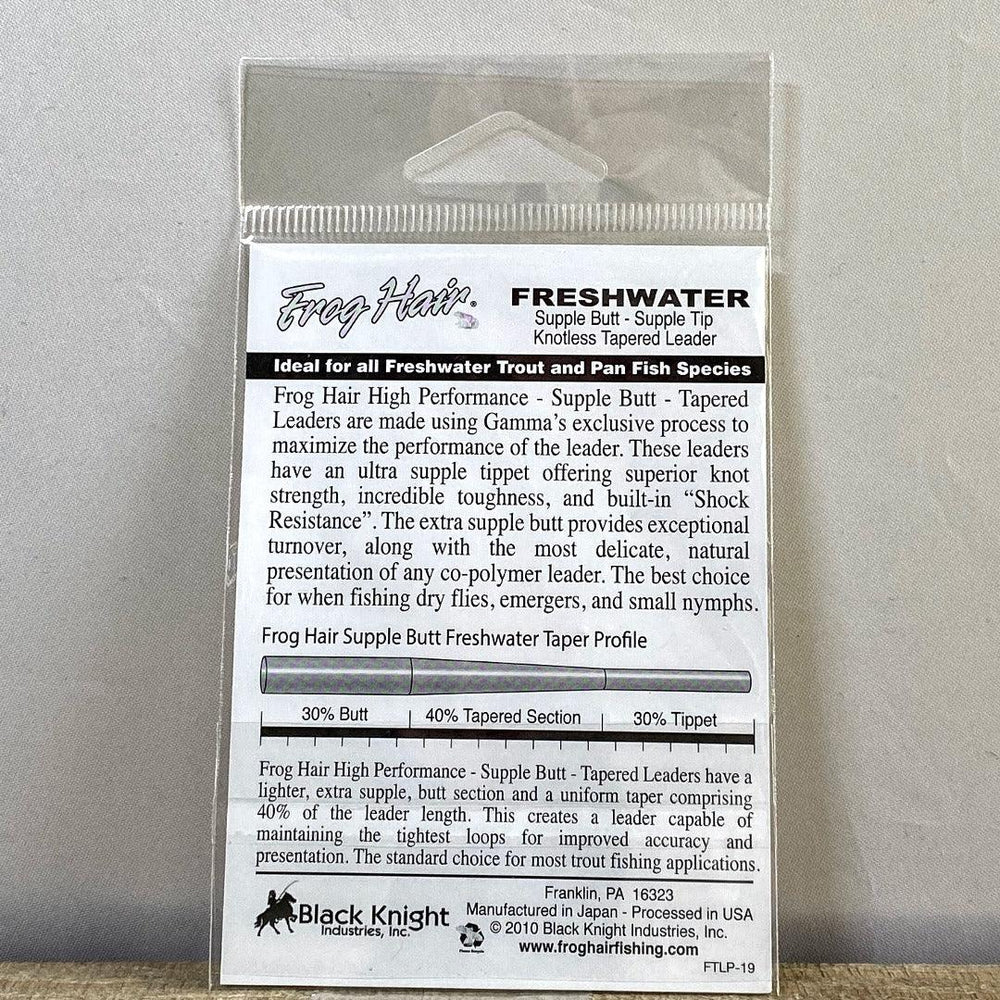 Frog Hair®
FRESHWATER
Supple Butt - Supple Tip
Knotless Tapered Leader
Ideal for all Freshwater Trout and Pan Fish Species
Frog Hair High Performance - Supple Butt - Tapered
Leaders are made using Gamma's exclusive process to
maximize the performance of the leader. These leaders
have an ultra supple tippet offering superior knot
strength, incredible toughness, and built-in “Shock
Resistance”. The extra supple butt provides exceptional
turnover, along with the most delicate, natural
presentation of any co-polymer leader. The best choice
for when fishing dry flies, emergers, and small nymphs.
Frog Hair Supple Butt Freshwater Taper Profile
30% Butt
40% Tapered Section
30% Tippet
Frog Hair High Performance - Supple Butt - Tapered Leaders have a
lighter, extra supple, butt section and a uniform taper comprising
40% of the leader length. This creates a leader capable of
maintaining the tightest loops for improved accuracy and
presentation. The standard choice for most trout fishing applications.
Black Knight
Industries, Inc.
Please Recycle
Franklin, PA 16323
Manufactured in Japan - Processed in USA
© 2010 Black Knight Industries, Inc.
www.froghairfishing.com
FTLP-19